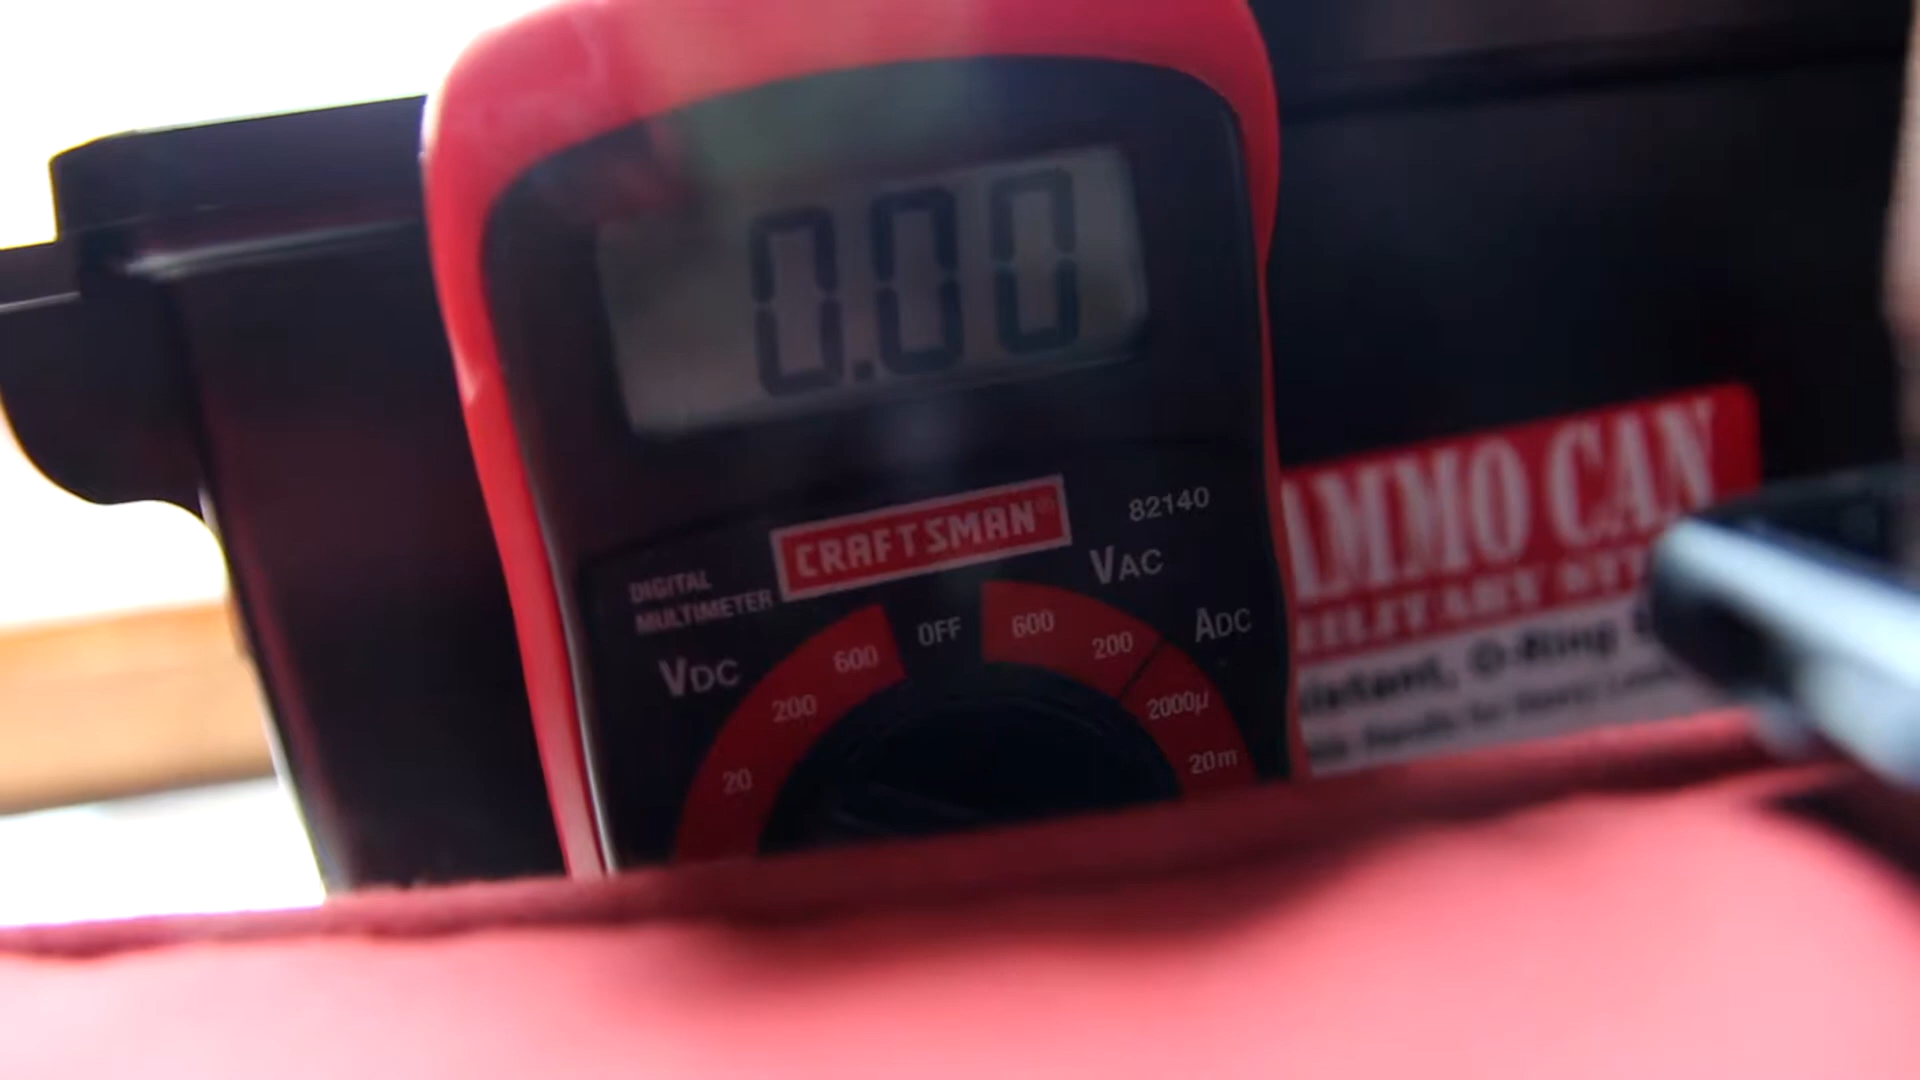 0.00
CRAFTSMAN®
82140
DIGITAL
MULTIMETER
VAC
OFF
600
200
ADC
2000µ
20m
VDC
600
200
20
AMMO CAN
MILITARY
O-Ring